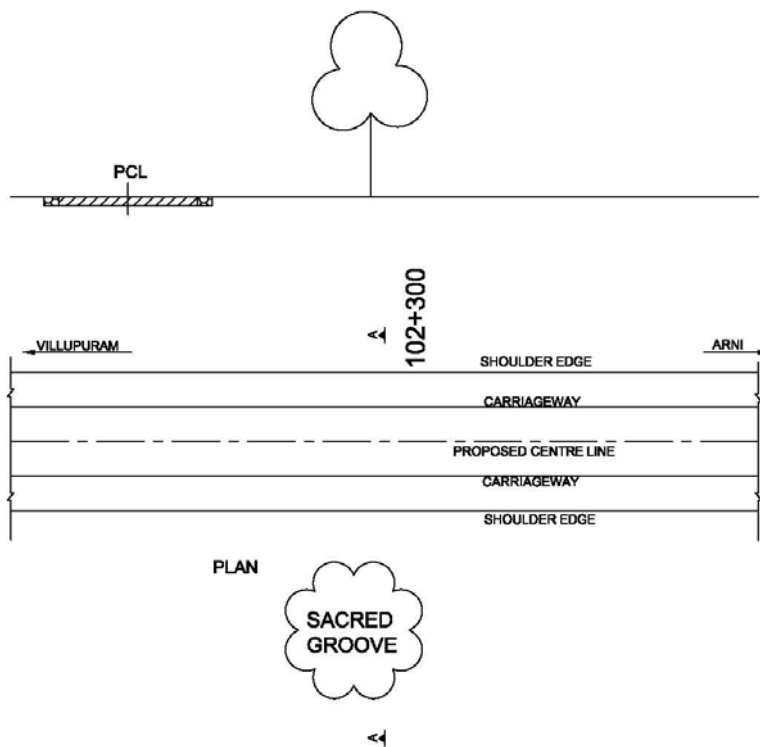 PCL
A
102+300
VILLUPURAM
ARNI
SHOULDER EDGE
CARRIAGEWAY
PROPOSED CENTRE LINE
CARRIAGEWAY
SHOULDER EDGE
PLAN
SACRED
GROOVE
A